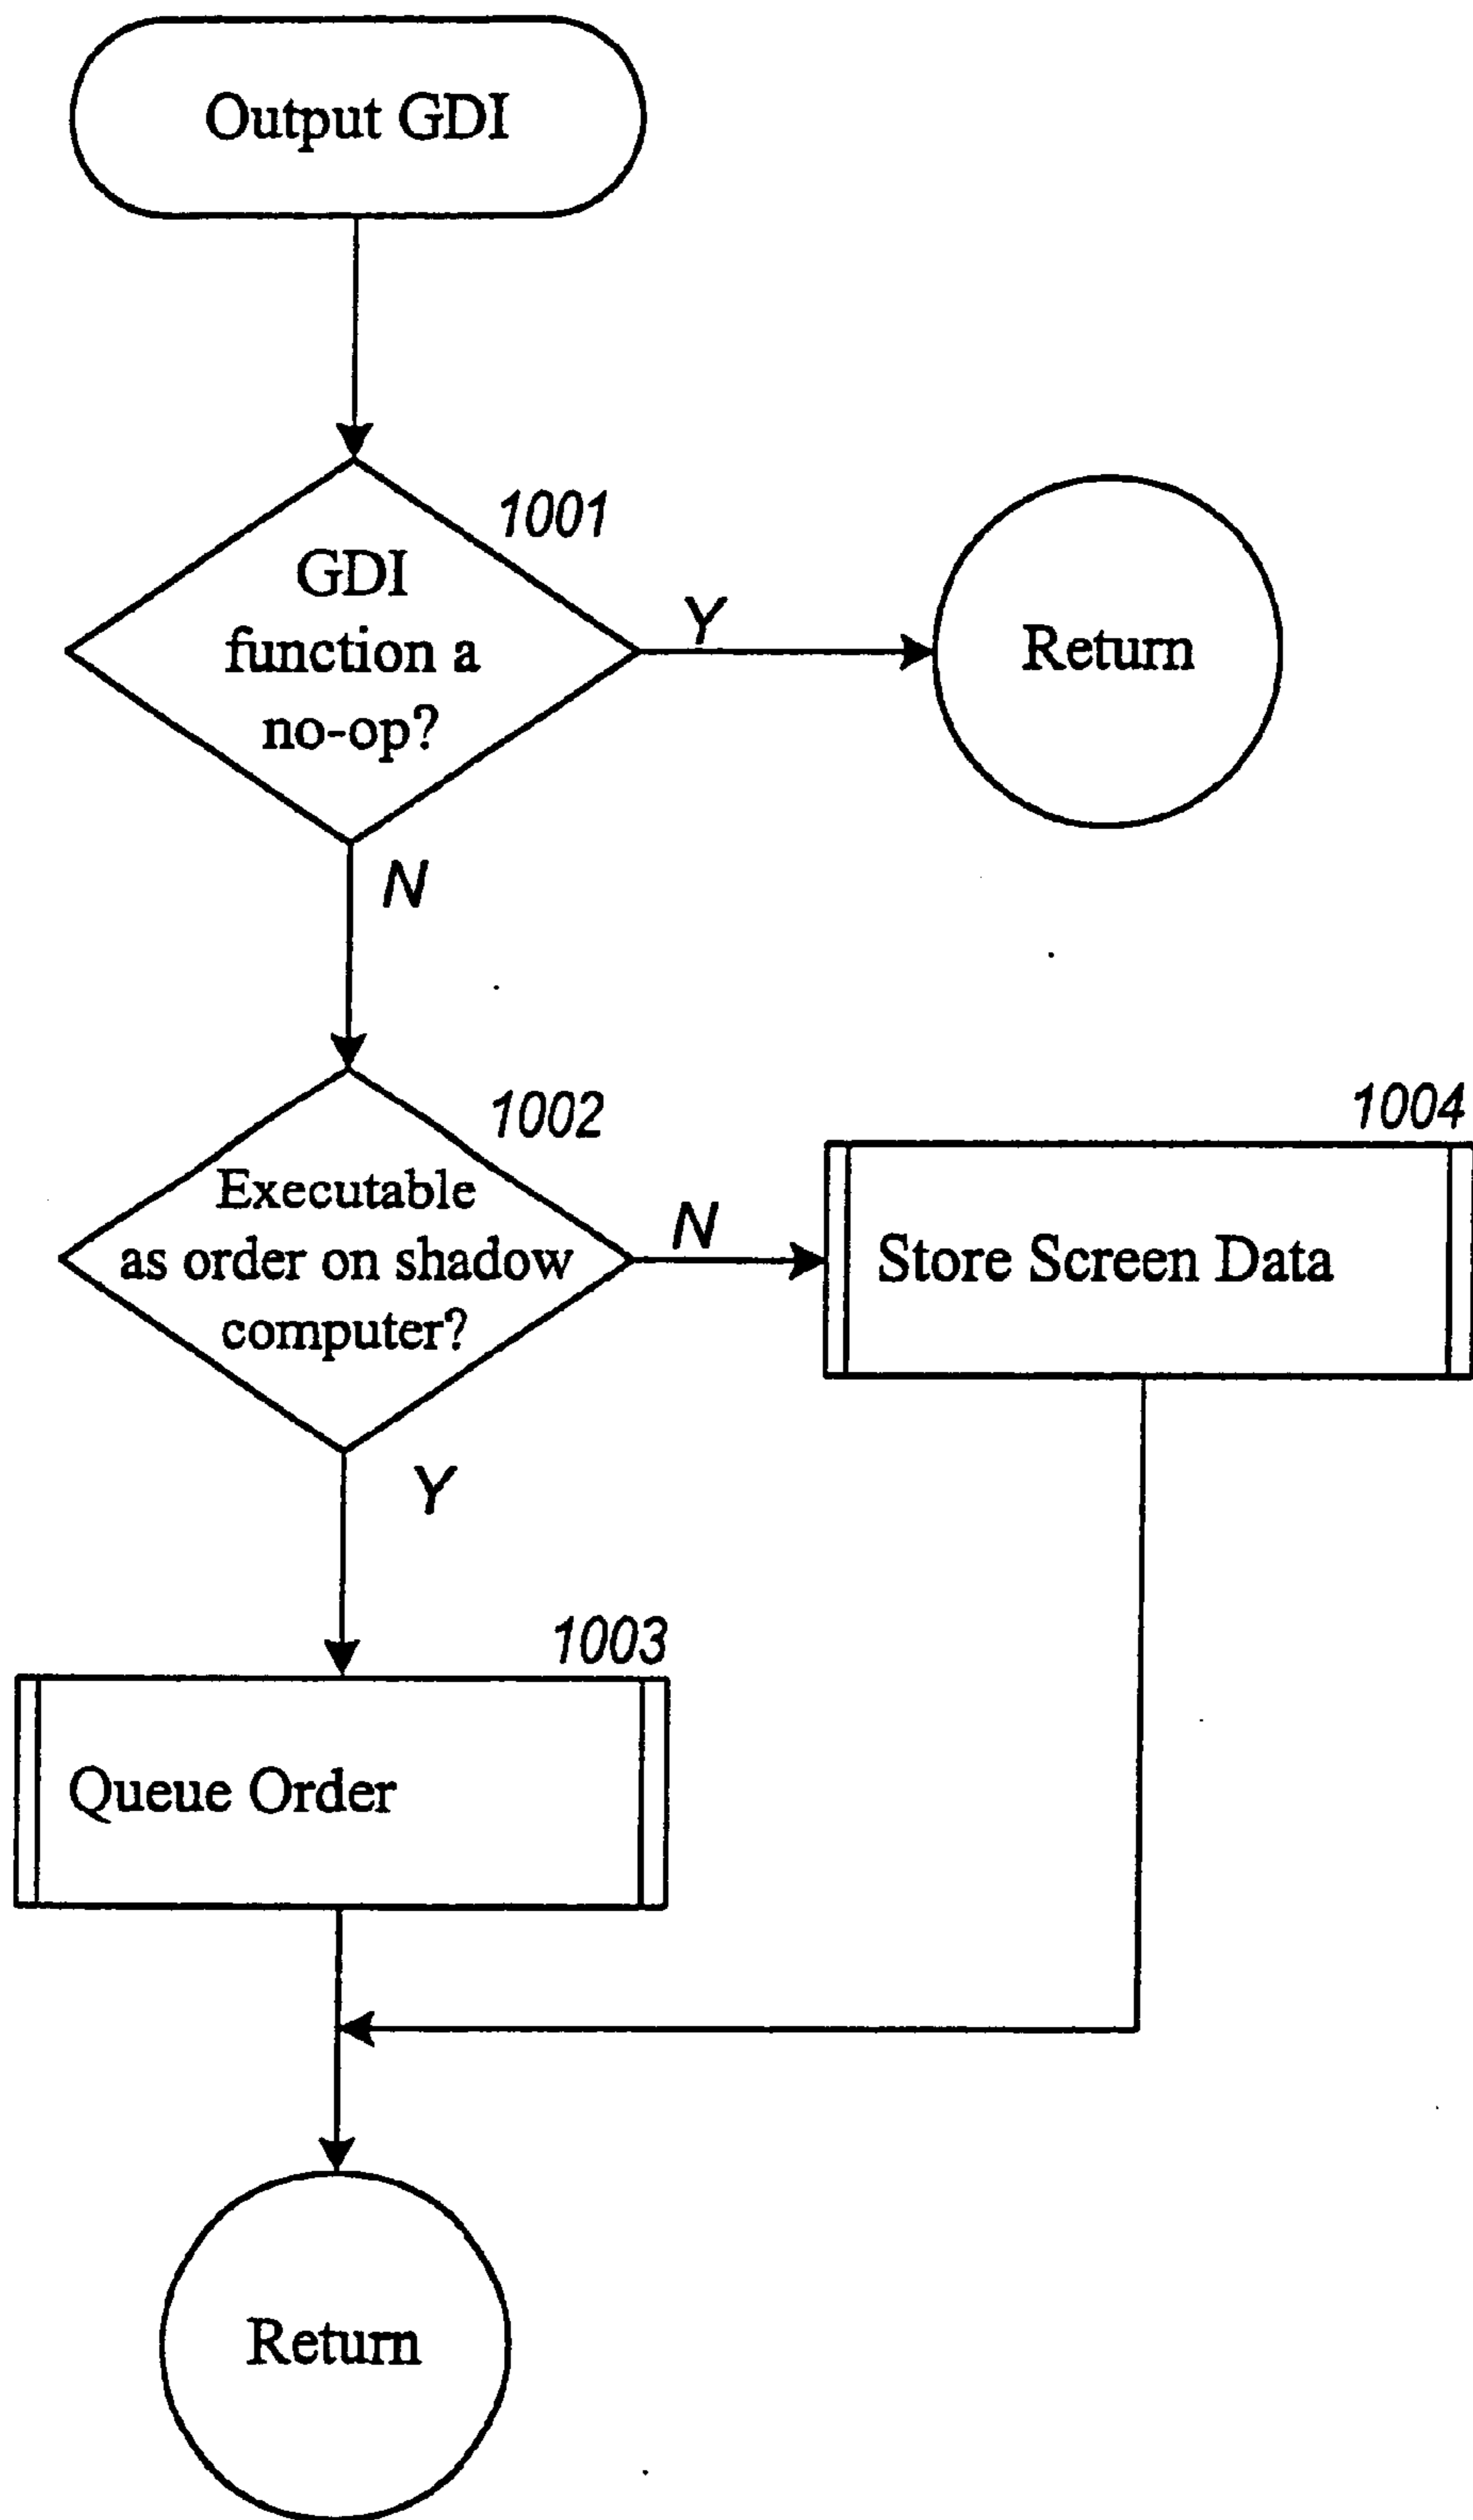 Output GDI
1001
GDI
function a
no-op?
Y
Return
N
1002
Executable
as order on shadow
computer?
N
1004
Store Screen Data
Y
1003
Queue Order
Return